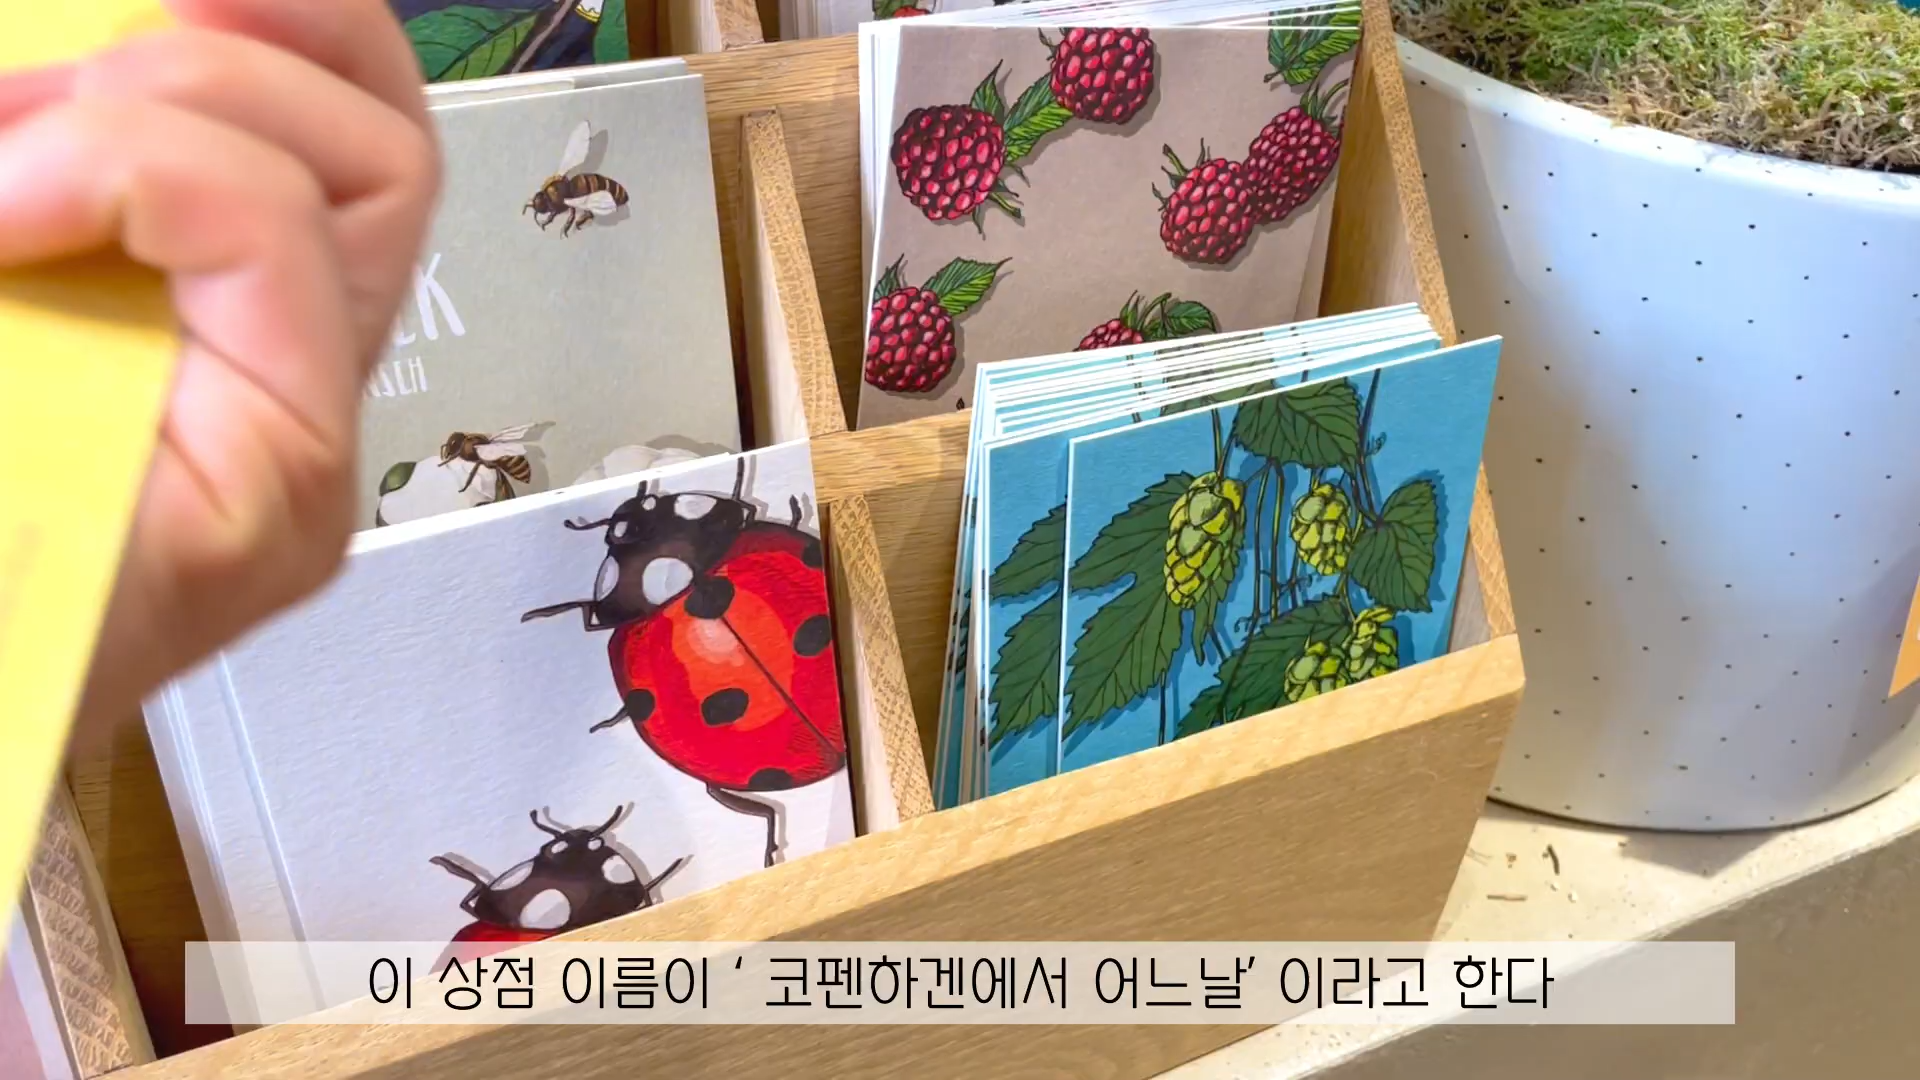 이 상점 이름이 ‘ 코펜하겐에서 어느날’ 이라고 한다